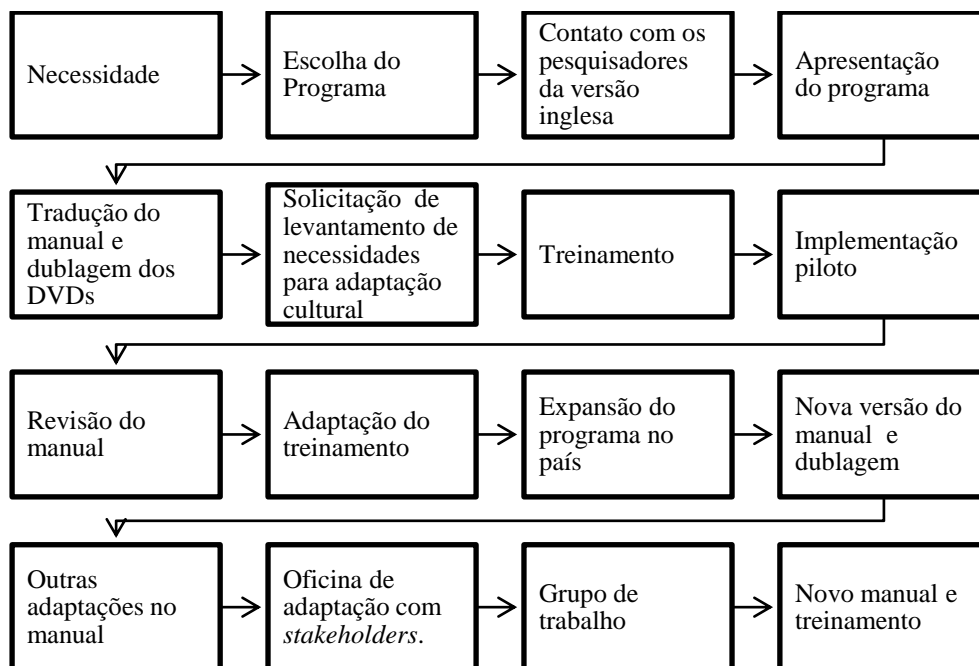 Necessidade
Escolha do
Programa
Contato com os
pesquisadores
da versão
inglesa
Apresentação
do programa
Tradução do
manual e
dublagem dos
DVDs
Solicitação de
levantamento de
necessidades
para adaptação
cultural
Treinamento
Implementação
piloto
Revisão do
manual
Adaptação do
treinamento
Expansão do
programa no
país
Nova versão do
manual e
dublagem
Outras
adaptações no
manual
Oficina de
adaptação com
stakeholders.
Grupo de
trabalho
Novo manual e
treinamento